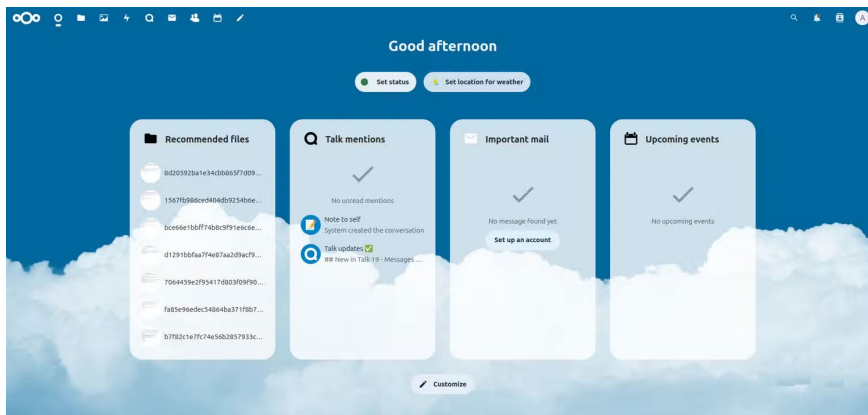 A
Good afternoon
Set status
Set location for weather
Recommended files
8d20592ba1e34cbb865f7d09...
1567fb986ced404db9254b6e...
bce66e1bbff74b8c9f91e6c6e...
d1291bbfaa7f4e87aa2d9acf9...
7064459e2f95417d803f09f90...
fa85e96edec54864ba371f8b7...
b7f82c1e7fc74e56b2857933c...
Talk mentions
No unread mentions
Note to self
System created the conversation
Talk updates ✅
## New in Talk 19 - Messages ...
Important mail
No message found yet
Set up an account
Upcoming events
No upcoming events
Customize